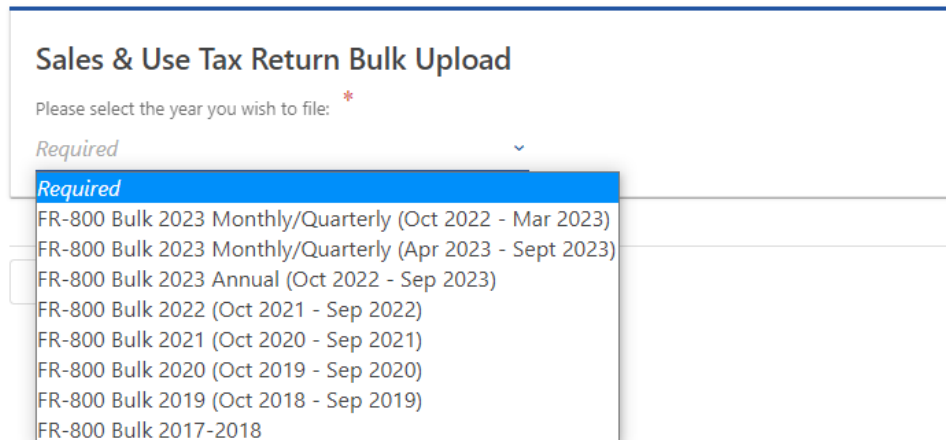 Sales & Use Tax Return Bulk Upload
Please select the year you wish to file: *
Required
Required
FR-800 Bulk 2023 Monthly/Quarterly (Oct 2022 - Mar 2023)
FR-800 Bulk 2023 Monthly/Quarterly (Apr 2023 - Sept 2023)
FR-800 Bulk 2023 Annual (Oct 2022 - Sep 2023)
FR-800 Bulk 2022 (Oct 2021 - Sep 2022)
FR-800 Bulk 2021 (Oct 2020 - Sep 2021)
FR-800 Bulk 2020 (Oct 2019 - Sep 2020)
FR-800 Bulk 2019 (Oct 2018 - Sep 2019)
FR-800 Bulk 2017-2018